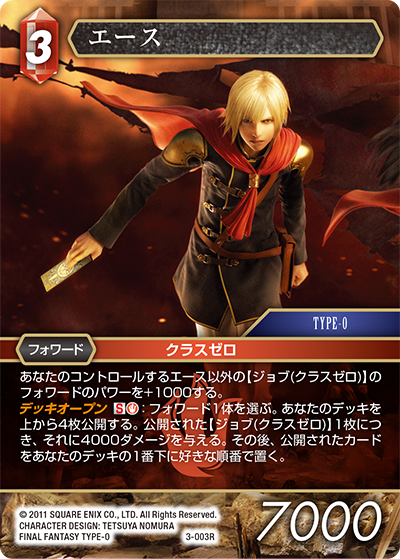 3
エース
TYPE-0
フォワード
クラスゼロ
あなたのコントロールするエース以外の【ジョブ(クラスゼロ)】の
フォワードのパワーを+1000する。
デッキオープン S :フォワード1体を選ぶ。あなたのデッキを
上から4枚公開する。公開された【ジョブ(クラスゼロ)】1枚につ
き、それに4000ダメージを与える。その後、公開されたカード
をあなたのデッキの1番下に好きな順番で置く。
© 2011 SQUARE ENIX CO., LTD. All Rights Reserved.
CHARACTER DESIGN: TETSUYA NOMURA
FINAL FANTASY TYPE-0
3-003R
7000